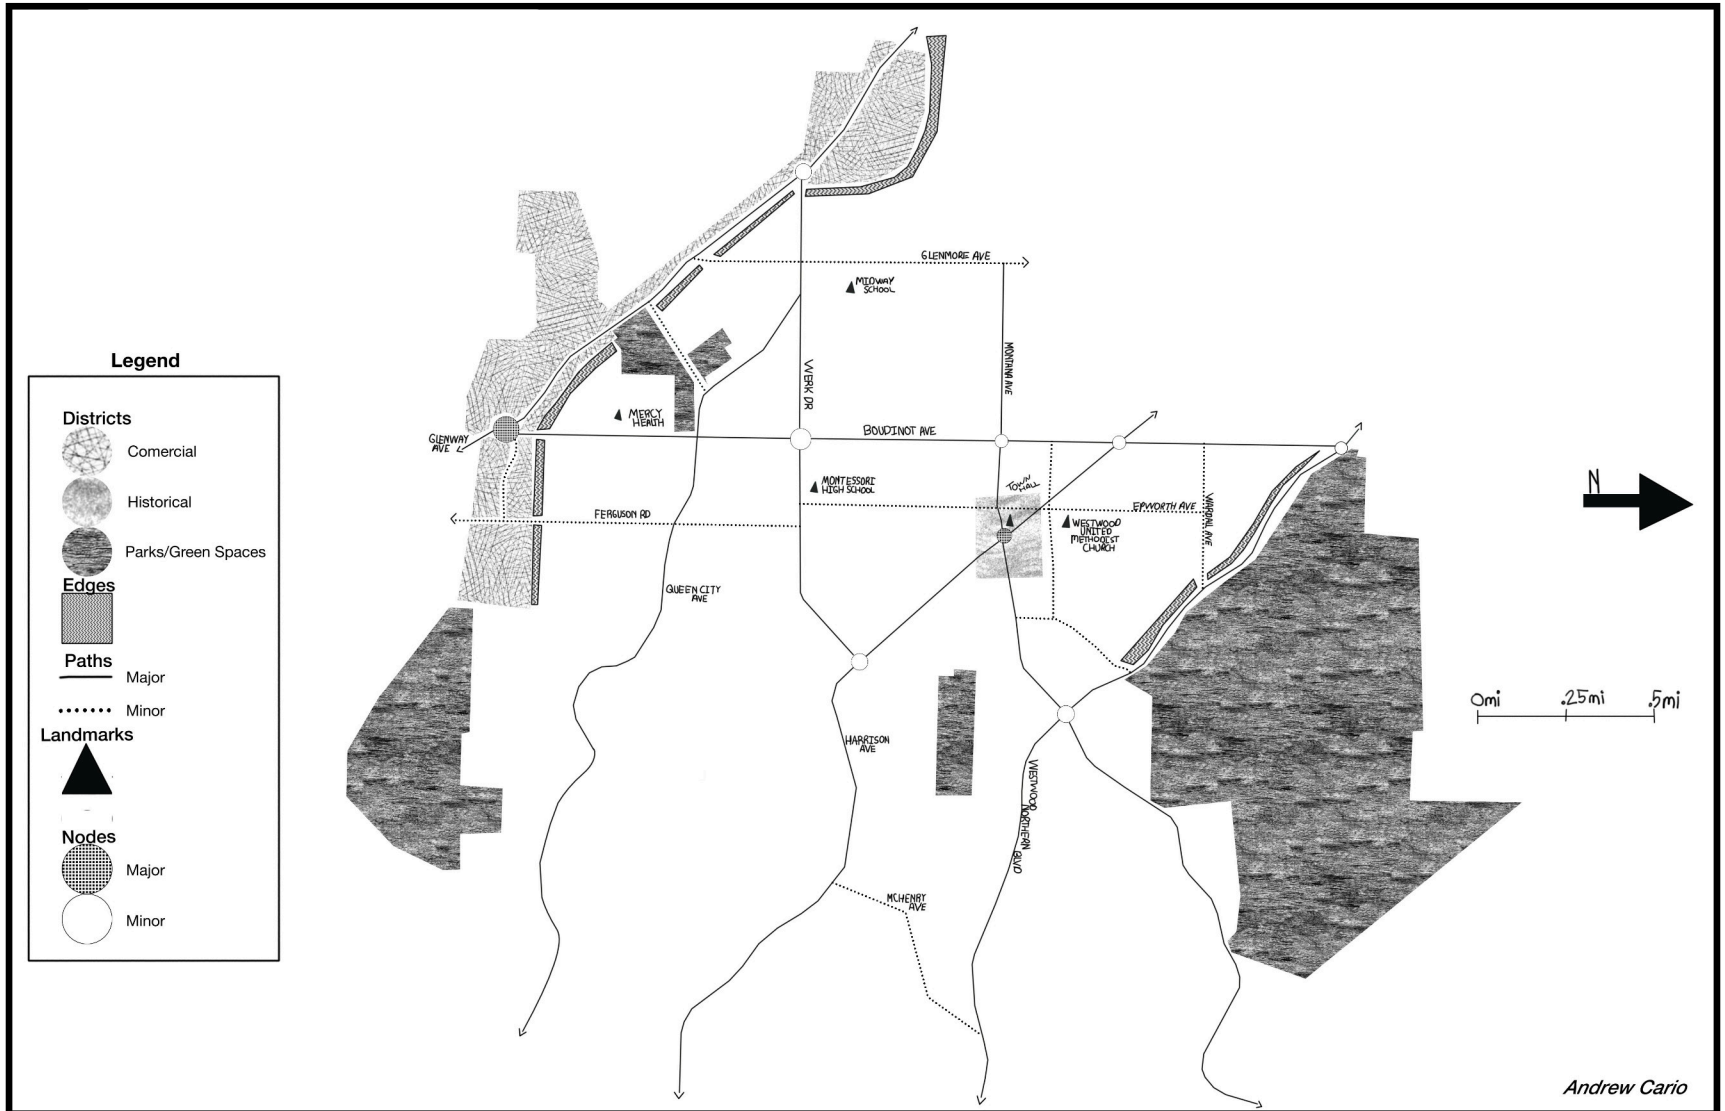 GLENMORE AVE
MIDWAY
SCHOOL
WERK DR
MONTANA AVE
MERCY
HEALTH
GLENWAY
AVE
BOUDINOT AVE
MONTESSORI
HIGH SCHOOL
TOWN
HALL
EPWORTH AVE
WARDALL AVE
FERGUSON RD
WESTWOOD
UNITED
METHODIST
CHURCH
QUEEN CITY
AVE
HARRISON
AVE
WESTWOOD NORTHERN BLVD
MCHENRY
AVE
Legend
Districts
Comercial
Historical
Parks/Green Spaces
Edges
Paths
Major
Minor
Landmarks
Nodes
Major
Minor
N
0mi .25mi .5mi
Andrew Cario